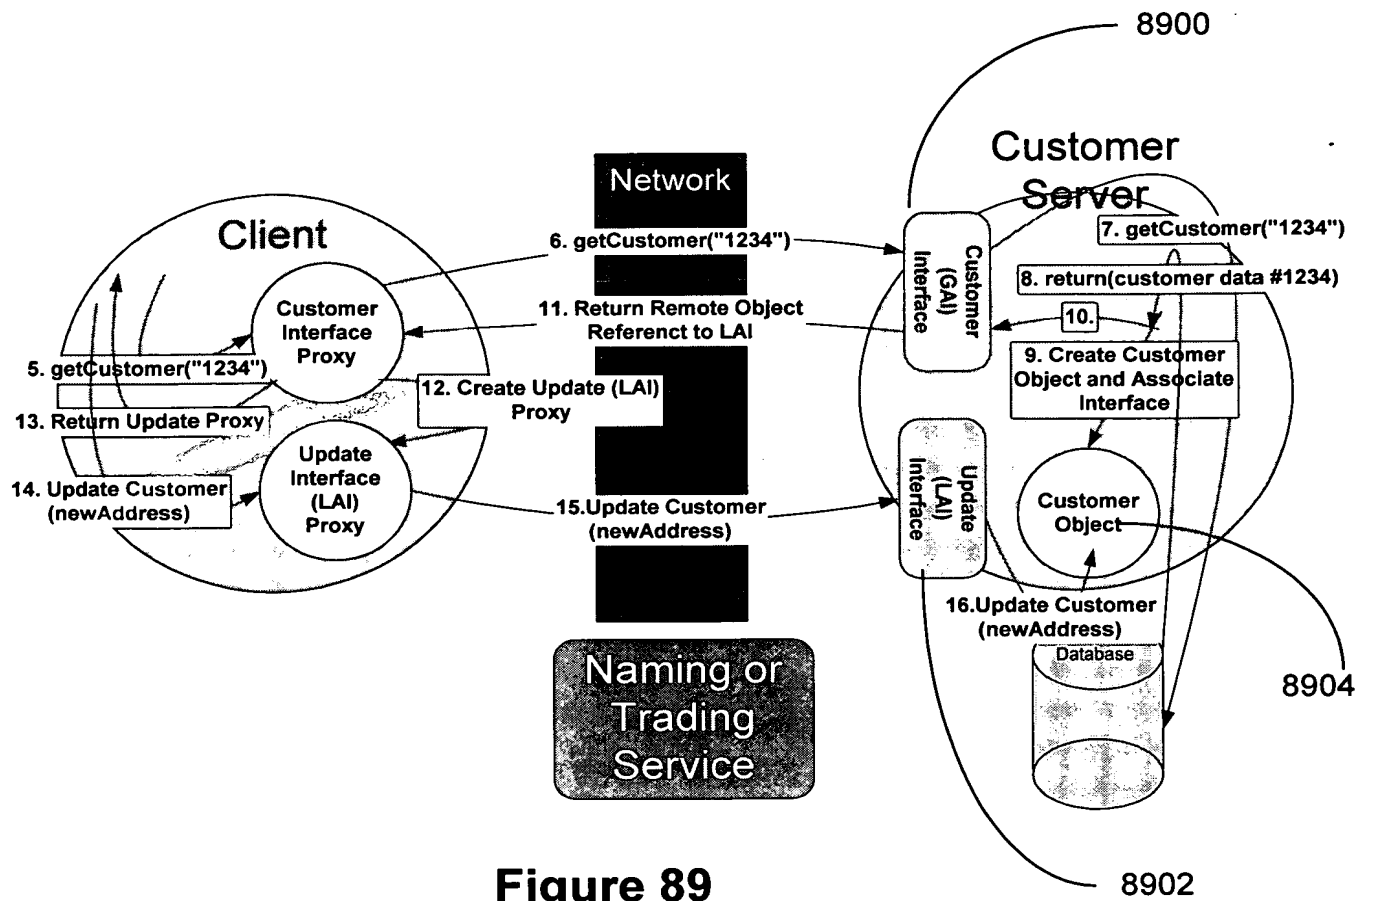 8900
Customer
Server
Network
Client
6. getCustomer("1234")
7. getCustomer("1234")
8. return(customer data #1234)
Customer
(GAI)
Interface
Customer
Interface
Proxy
11. Return Remote Object
Referenct to LAI
10.
5. getCustomer("1234")
12. Create Update (LAI)
Proxy
9. Create Customer
Object and Associate
Interface
13. Return Update Proxy
Update
Interface
(LAI)
Proxy
14. Update Customer
(newAddress)
15.Update Customer
(newAddress)
Update
(LAI)
Interface
Customer
Object
16.Update Customer
(newAddress)
Database
Naming or
Trading
Service
8904
8902
Figure 89